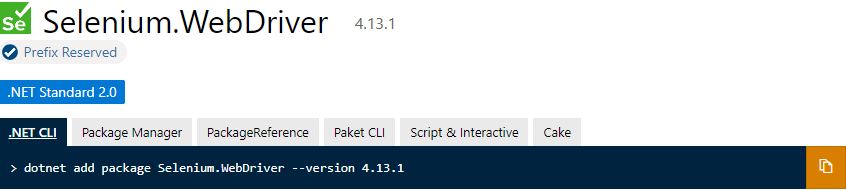 Se Selenium.WebDriver 4.13.1
Prefix Reserved
.NET Standard 2.0
.NET CLI Package Manager PackageReference Paket CLI Script & Interactive Cake
> dotnet add package Selenium.WebDriver --version 4.13.1